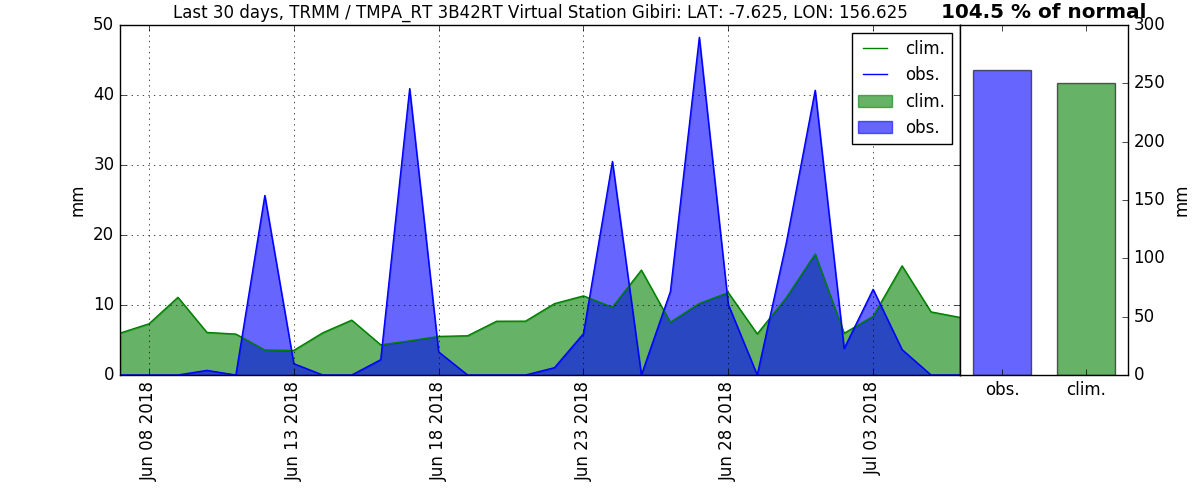 Last 30 days, TRMM / TMPA_RT 3B42RT Virtual Station Gibiri: LAT: -7.625, LON: 156.625
104.5 % of normal
50
40
30
20
10
0
mm
clim.
obs.
clim.
obs.
Jun 08 2018
Jun 13 2018
Jun 18 2018
Jun 23 2018
Jun 28 2018
Jul 03 2018
300
250
200
150
100
50
0
mm
obs.
clim.